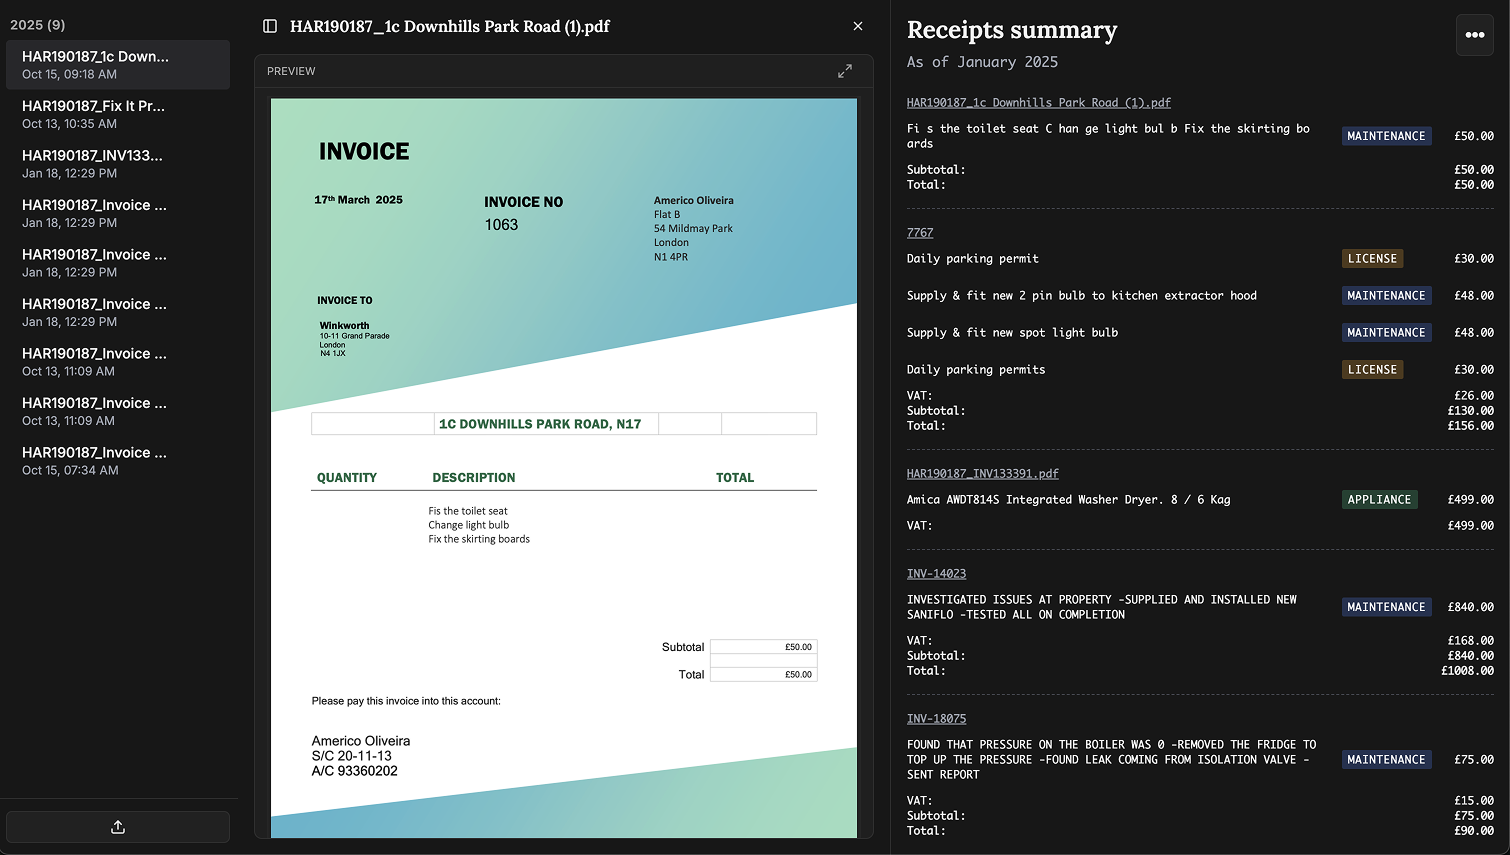 2025 (9)
HAR190187_1c Down...
Oct 15, 09:18 AM
HAR190187_Fix It Pr...
Oct 13, 10:35 AM
HAR190187_INV133...
Jan 18, 12:29 PM
HAR190187_Invoice ...
Jan 18, 12:29 PM
HAR190187_Invoice ...
Jan 18, 12:29 PM
HAR190187_Invoice ...
Jan 18, 12:29 PM
HAR190187_Invoice ...
Oct 13, 11:09 AM
HAR190187_Invoice ...
Oct 13, 11:09 AM
HAR190187_Invoice ...
Oct 15, 07:34 AM
HAR190187_1c Downhills Park Road (1).pdf
PREVIEW
INVOICE
17th March 2025
INVOICE NO
1063
Americo Oliveira
Flat B
54 Mildmay Park
London
N1 4PR
INVOICE TO
Winkworth
10-11 Grand Parade
London
N4 1JX
1C DOWNHILLS PARK ROAD, N17
QUANTITY DESCRIPTION TOTAL
Fis the toilet seat
Change light bulb
Fix the skirting boards
Subtotal £50.00
Total £50.00
Please pay this invoice into this account:
Americo Oliveira
S/C 20-11-13
A/C 93360202
Receipts summary
As of January 2025
HAR190187_1c Downhills Park Road (1).pdf
Fi s the toilet seat C han ge light bul b Fix the skirting bo
ards
MAINTENANCE £50.00
Subtotal: £50.00
Total: £50.00
7767
Daily parking permit LICENSE £30.00
Supply & fit new 2 pin bulb to kitchen extractor hood MAINTENANCE £48.00
Supply & fit new spot light bulb MAINTENANCE £48.00
Daily parking permits LICENSE £30.00
VAT: £26.00
Subtotal: £130.00
Total: £156.00
HAR190187_INV133391.pdf
Amica AWDT814S Integrated Washer Dryer. 8 / 6 Kag APPLIANCE £499.00
VAT: £499.00
INV-14023
INVESTIGATED ISSUES AT PROPERTY -SUPPLIED AND INSTALLED NEW
SANIFLO -TESTED ALL ON COMPLETION
MAINTENANCE £840.00
VAT: £168.00
Subtotal: £840.00
Total: £1008.00
INV-18075
FOUND THAT PRESSURE ON THE BOILER WAS 0 -REMOVED THE FRIDGE TO
TOP UP THE PRESSURE -FOUND LEAK COMING FROM ISOLATION VALVE -
SENT REPORT
MAINTENANCE £75.00
VAT: £15.00
Subtotal: £75.00
Total: £90.00